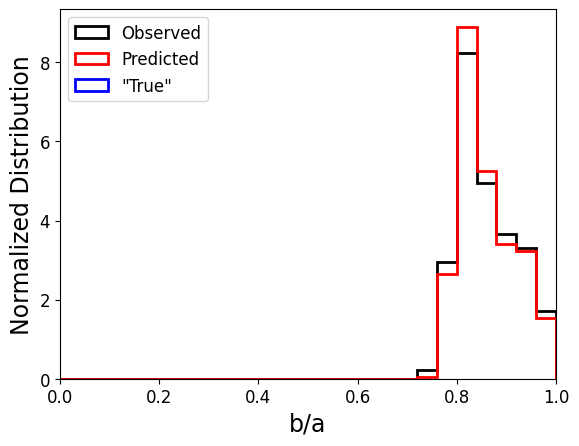 Observed
Predicted
"True"
Normalized Distribution
8
6
4
2
0
0.0 0.2 0.4 0.6 0.8 1.0
b/a